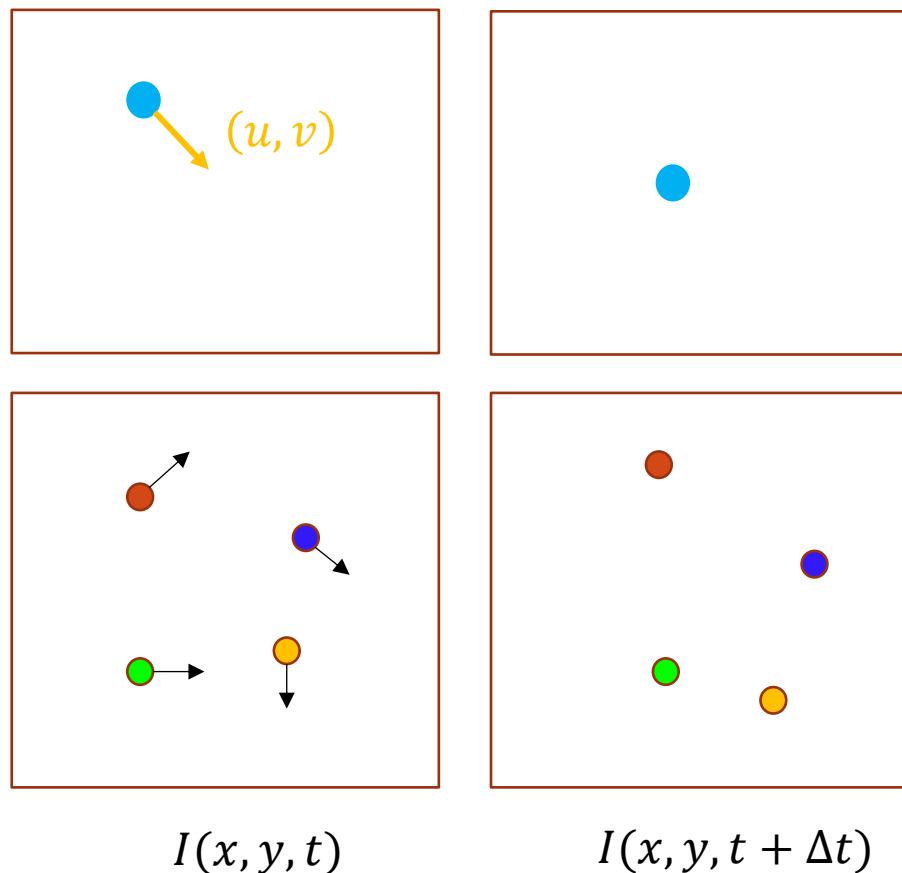 (u, v)
I(x, y, t)
I(x, y, t + Δt)